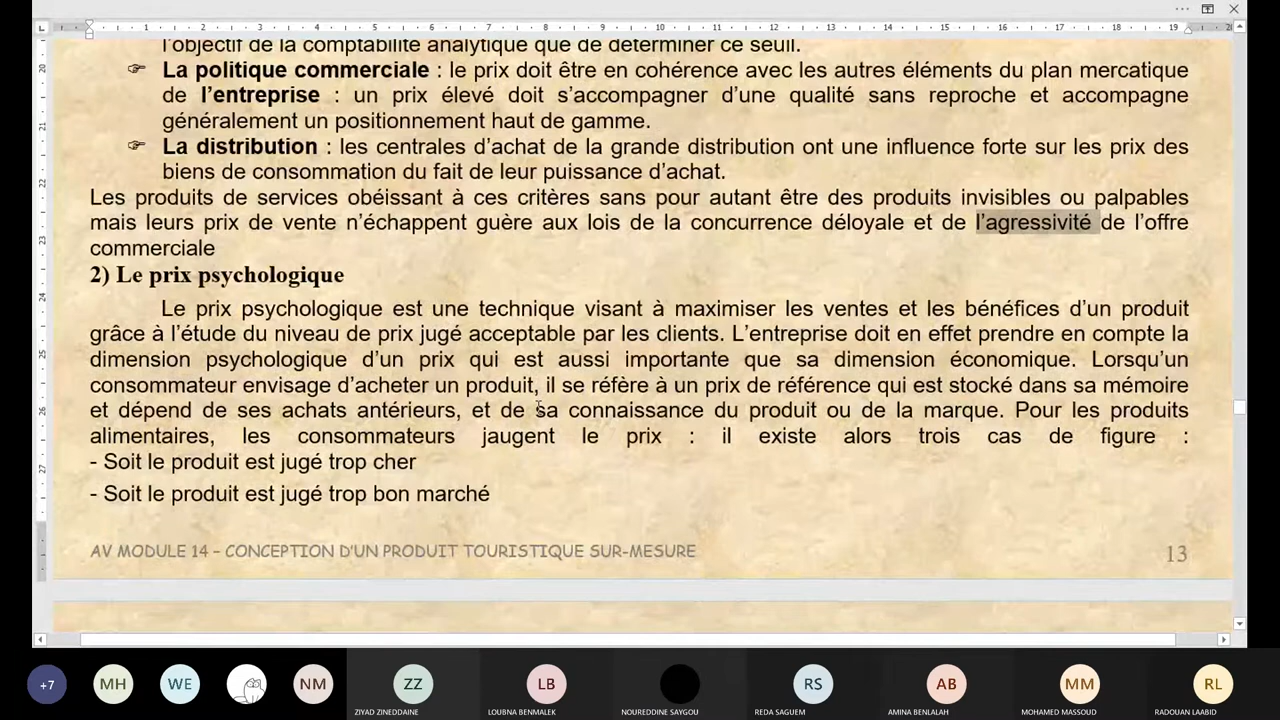 l'objectif de la comptabilité analytique que de déterminer ce seuil.
☞ La politique commerciale : le prix doit être en cohérence avec les autres éléments du plan mercatique
de l'entreprise : un prix élevé doit s'accompagner d'une qualité sans reproche et accompagne
généralement un positionnement haut de gamme.
☞ La distribution : les centrales d'achat de la grande distribution ont une influence forte sur les prix des
biens de consommation du fait de leur puissance d'achat.
Les produits de services obéissant à ces critères sans pour autant être des produits invisibles ou palpables
mais leurs prix de vente n'échappent guère aux lois de la concurrence déloyale et de l'agressivité de l'offre
commerciale
2) Le prix psychologique
Le prix psychologique est une technique visant à maximiser les ventes et les bénéfices d'un produit
grâce à l'étude du niveau de prix jugé acceptable par les clients. L'entreprise doit en effet prendre en compte la
dimension psychologique d'un prix qui est aussi importante que sa dimension économique. Lorsqu'un
consommateur envisage d'acheter un produit, il se réfère à un prix de référence qui est stocké dans sa mémoire
et dépend de ses achats antérieurs, et de sa connaissance du produit ou de la marque. Pour les produits
alimentaires, les consommateurs jaugent le prix : il existe alors trois cas de figure :
- Soit le produit est jugé trop cher
- Soit le produit est jugé trop bon marché
AV MODULE 14 – CONCEPTION D'UN PRODUIT TOURISTIQUE SUR-MESURE 13
+7 MH WE NM ZZ LB RS AB MM RL
ZIYAD ZINEDDAINE LOUBNA BENMALEK NOUREDDINE SAYGOU REDA SAGUEM AMINA BENLALAH MOHAMED MASSOUD RADOUAN LAABID